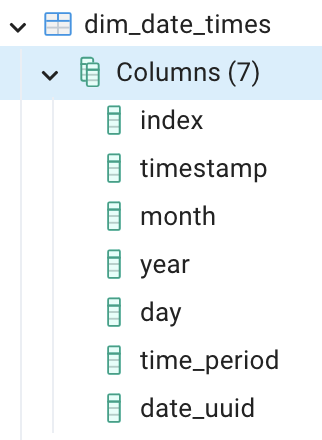 dim_date_times
Columns (7)
index
timestamp
month
year
day
time_period
date_uuid